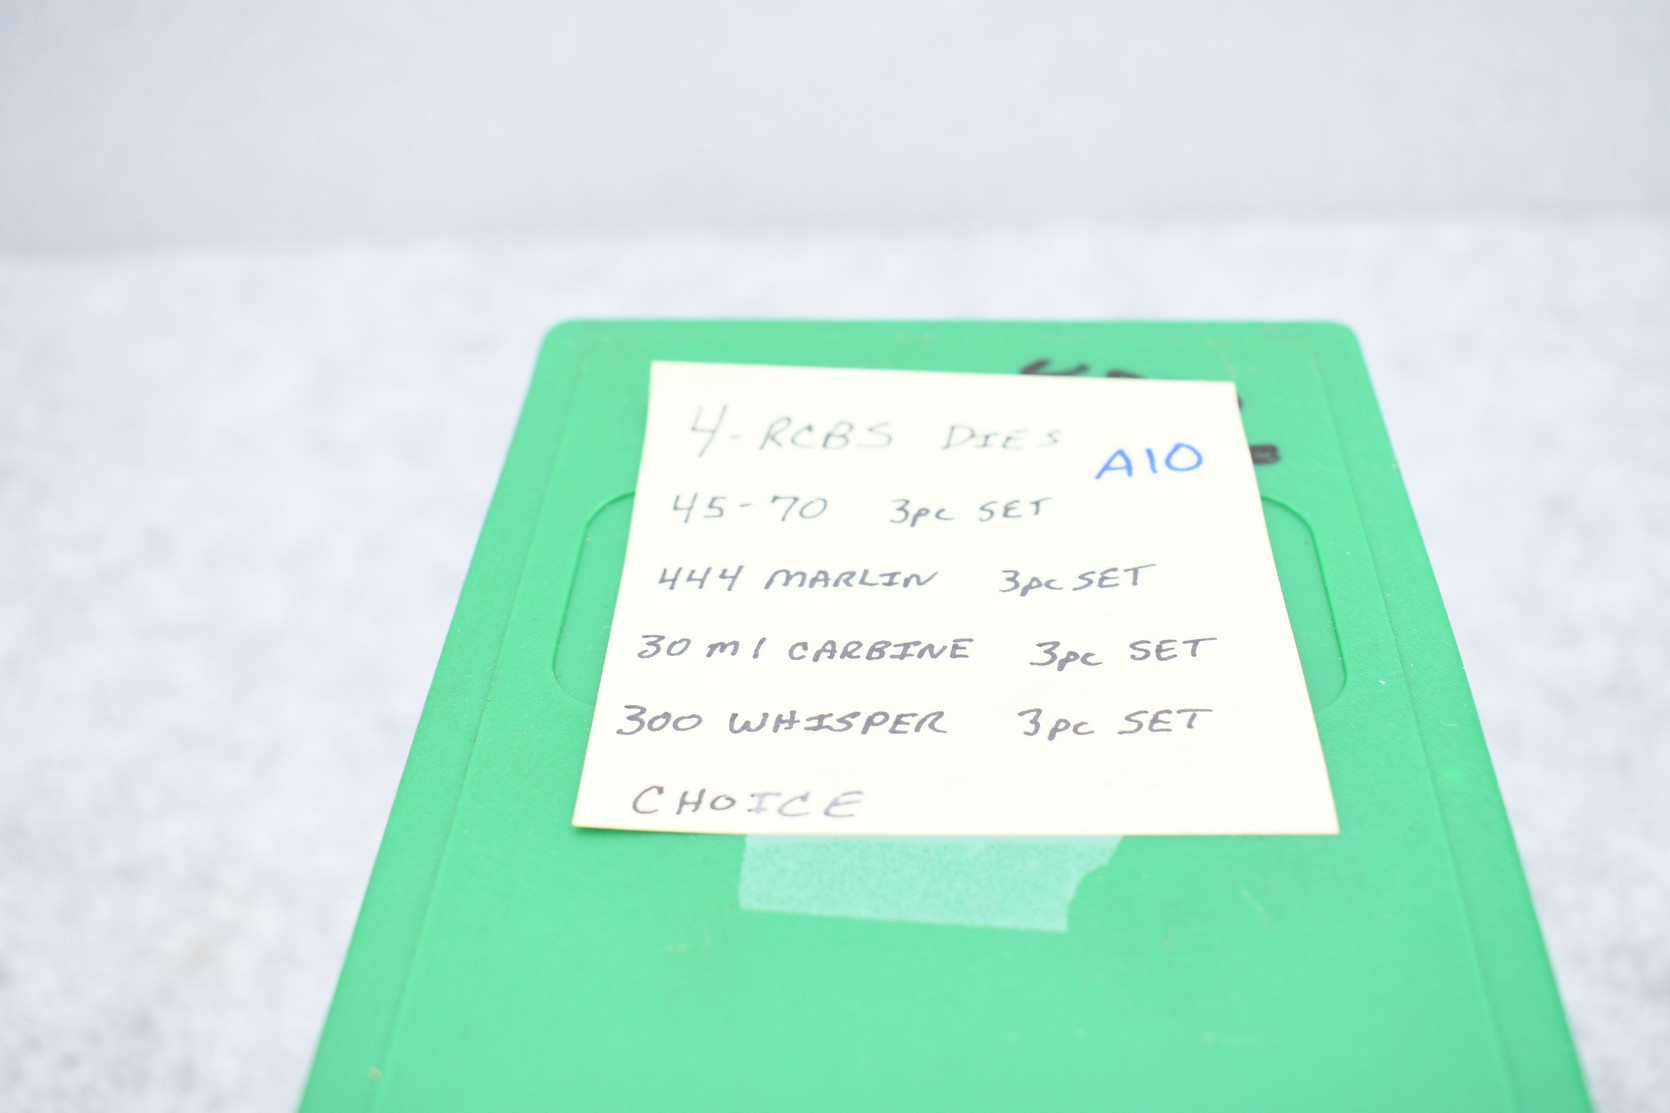 4-RCBS DIES
A10
45-70 3pc SET
444 MARLIN 3pc SET
30 M1 CARBINE 3pc SET
300 WHISPER 3pc SET
CHOICE